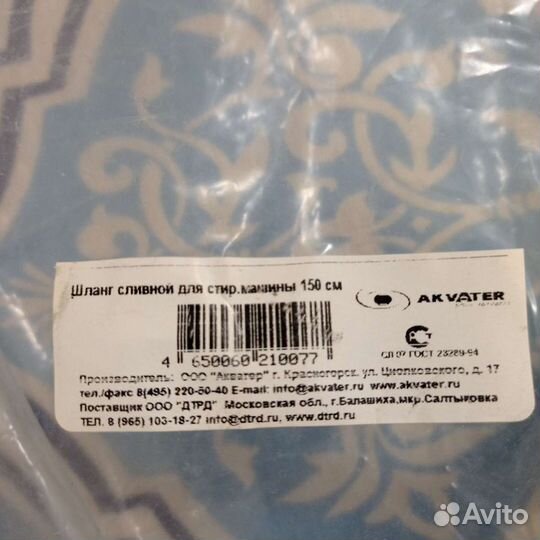 Шланг сливной для стир.машины 150 см
AKVATER
4 650060 210077
СЛ 97 ГОСТ 23289-94
Производитель: ООО "Акватер" г. Красногорск. ул. Циолковского, д. 17
тел./факс 8(495) 220-50-40 E-mail: info@akvater.ru www.akvater.ru
Поставщик ООО "ДТРД" Московская обл., г.Балашиха,мкр.Салтыковка
ТЕЛ. 8 (965) 103-18-27 info@dtrd.ru www.dtrd.ru
Avito